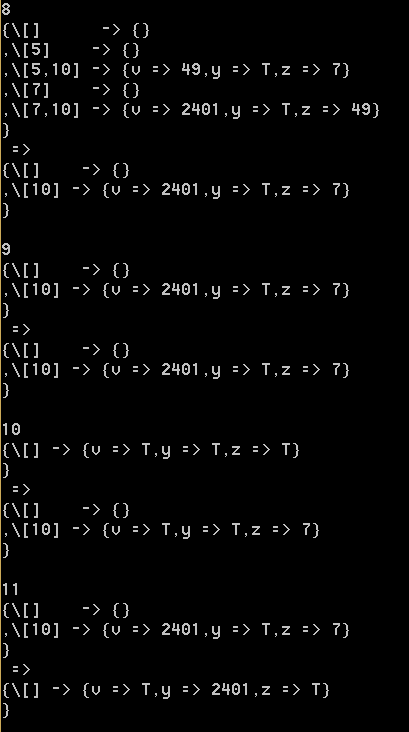 8
{\[]      -> {}
,\[5]    -> {}
,\[5,10] -> {v => 49,y => T,z => 7}
,\[7]    -> {}
,\[7,10] -> {v => 2401,y => T,z => 49}
}
 =>
{\[]    -> {}
,\[10] -> {v => 2401,y => T,z => 7}
}

9
{\[]    -> {}
,\[10] -> {v => 2401,y => T,z => 7}
}
 =>
{\[]    -> {}
,\[10] -> {v => 2401,y => T,z => 7}
}

10
{\[] -> {v => T,y => T,z => T}
}
 =>
{\[]    -> {}
,\[10] -> {v => T,y => T,z => 7}
}

11
{\[]    -> {}
,\[10] -> {v => 2401,y => T,z => 7}
}
 =>
{\[] -> {v => T,y => 2401,z => T}
}